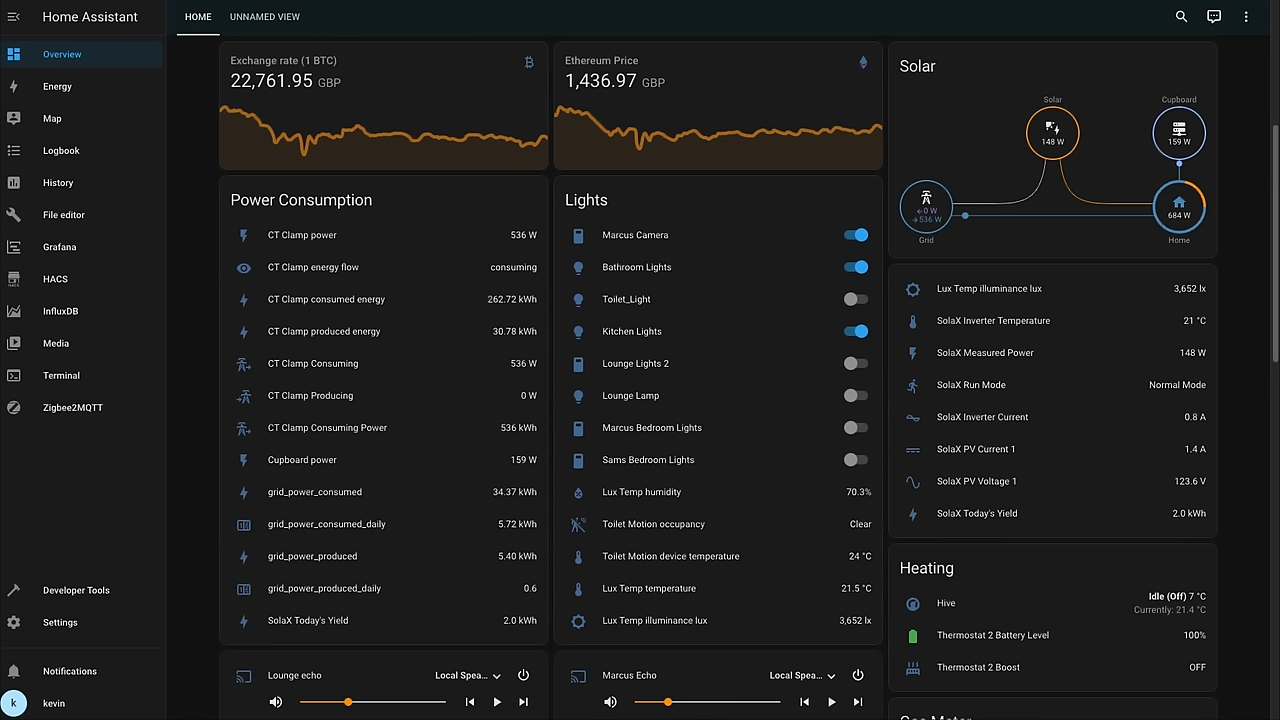 Home Assistant
Overview
Energy
Map
Logbook
History
File editor
Grafana
HACS
InfluxDB
Media
Terminal
Zigbee2MQTT
Developer Tools
Settings
Notifications
k
kevin
HOME
UNNAMED VIEW
Exchange rate (1 BTC)
22,761.95 GBP
Power Consumption
CT Clamp power 536 W
CT Clamp energy flow consuming
CT Clamp consumed energy 262.72 kWh
CT Clamp produced energy 30.78 kWh
CT Clamp Consuming 536 W
CT Clamp Producing 0 W
CT Clamp Consuming Power 536 kWh
Cupboard power 159 W
grid_power_consumed 34.37 kWh
grid_power_consumed_daily 5.72 kWh
grid_power_produced 5.40 kWh
grid_power_produced_daily 0.6
SolaX Today's Yield 2.0 kWh
Lounge echo Local Spea...
Ethereum Price
1,436.97 GBP
Lights
Marcus Camera
Bathroom Lights
Toilet_Light
Kitchen Lights
Lounge Lights 2
Lounge Lamp
Marcus Bedroom Lights
Sams Bedroom Lights
Lux Temp humidity 70.3%
Toilet Motion occupancy Clear
Toilet Motion device temperature 24 °C
Lux Temp temperature 21.5 °C
Lux Temp illuminance lux 3,652 lx
Marcus Echo Local Spea...
Solar
Solar
148 W
Cupboard
159 W
←0 W
→536 W
Grid
684 W
Home
Lux Temp illuminance lux 3,652 lx
SolaX Inverter Temperature 21 °C
SolaX Measured Power 148 W
SolaX Run Mode Normal Mode
SolaX Inverter Current 0.8 A
SolaX PV Current 1 1.4 A
SolaX PV Voltage 1 123.6 V
SolaX Today's Yield 2.0 kWh
Heating
Hive Idle (Off) 7 °C
Currently: 21.4 °C
Thermostat 2 Battery Level 100%
Thermostat 2 Boost OFF